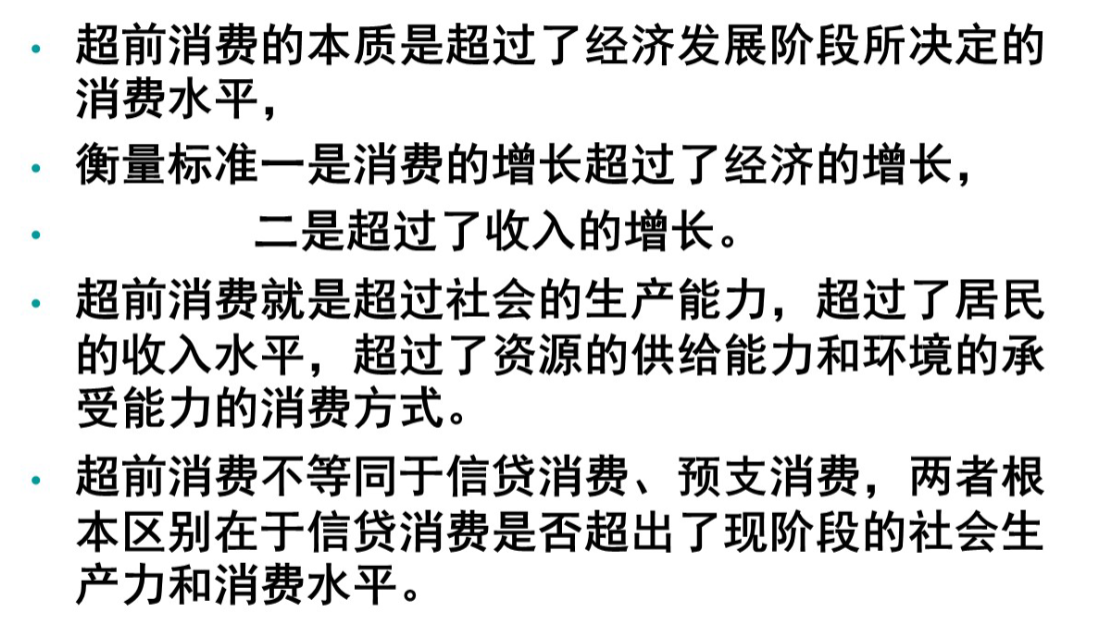 • 超前消费的本质是超过了经济发展阶段所决定的
消费水平，
• 衡量标准一是消费的增长超过了经济的增长，
• 二是超过了收入的增长。
• 超前消费就是超过社会的生产能力，超过了居民
的收入水平，超过了资源的供给能力和环境的承
受能力的消费方式。
• 超前消费不等同于信贷消费、预支消费，两者根
本区别在于信贷消费是否超出了现阶段的社会生
产力和消费水平。